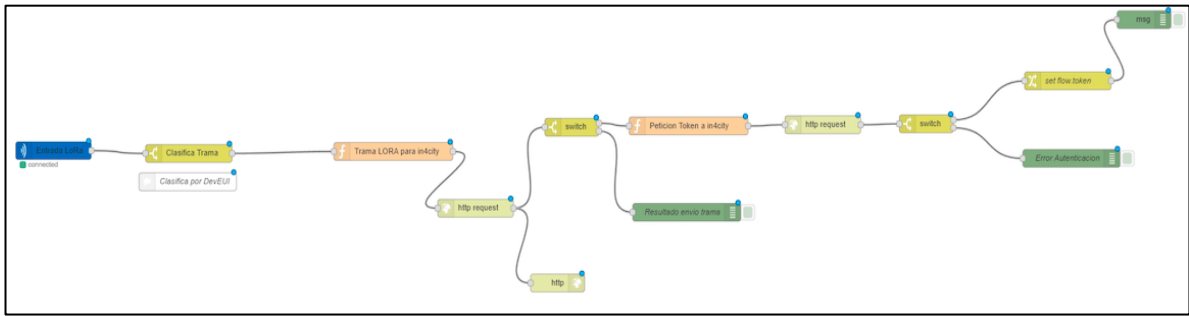 msg
set flow.token
switch
Peticion Token a in4city
http request
switch
Entrada LoRa
connected
Clasifica Trama
Trama LORA para in4city
Error Autenticacion
Clasifica por DevEUI
http request
Resultado envio trama
http